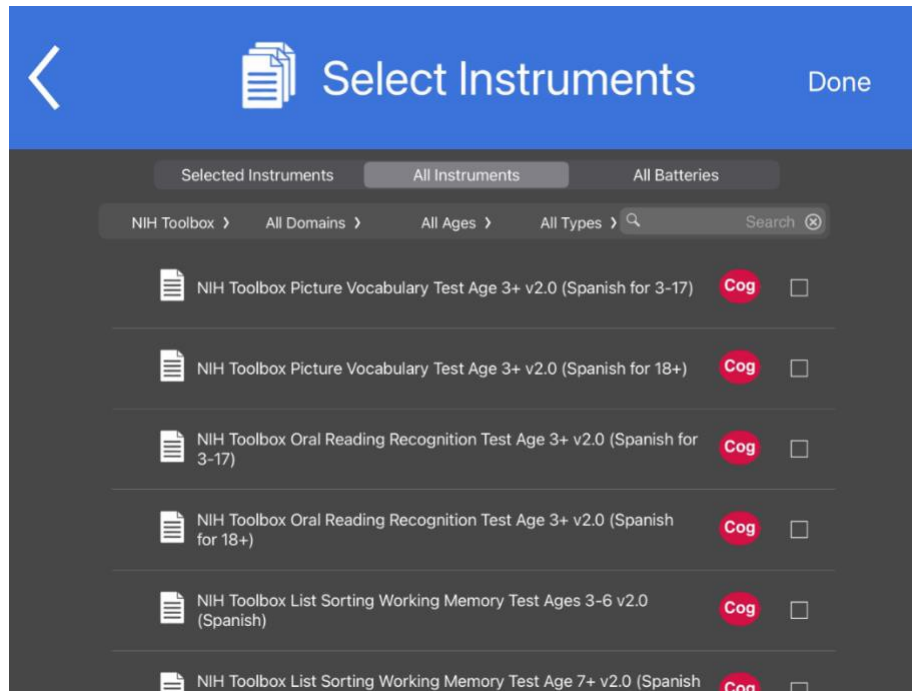 Select Instruments
Done
Selected Instruments
All Instruments
All Batteries
NIH Toolbox ❯
All Domains ❯
All Ages ❯
All Types ❯
Search
NIH Toolbox Picture Vocabulary Test Age 3+ v2.0 (Spanish for 3-17)
Cog
NIH Toolbox Picture Vocabulary Test Age 3+ v2.0 (Spanish for 18+)
Cog
NIH Toolbox Oral Reading Recognition Test Age 3+ v2.0 (Spanish for
3-17)
Cog
NIH Toolbox Oral Reading Recognition Test Age 3+ v2.0 (Spanish
for 18+)
Cog
NIH Toolbox List Sorting Working Memory Test Ages 3-6 v2.0
(Spanish)
Cog
NIH Toolbox List Sorting Working Memory Test Age 7+ v2.0 (Spanish
Cog